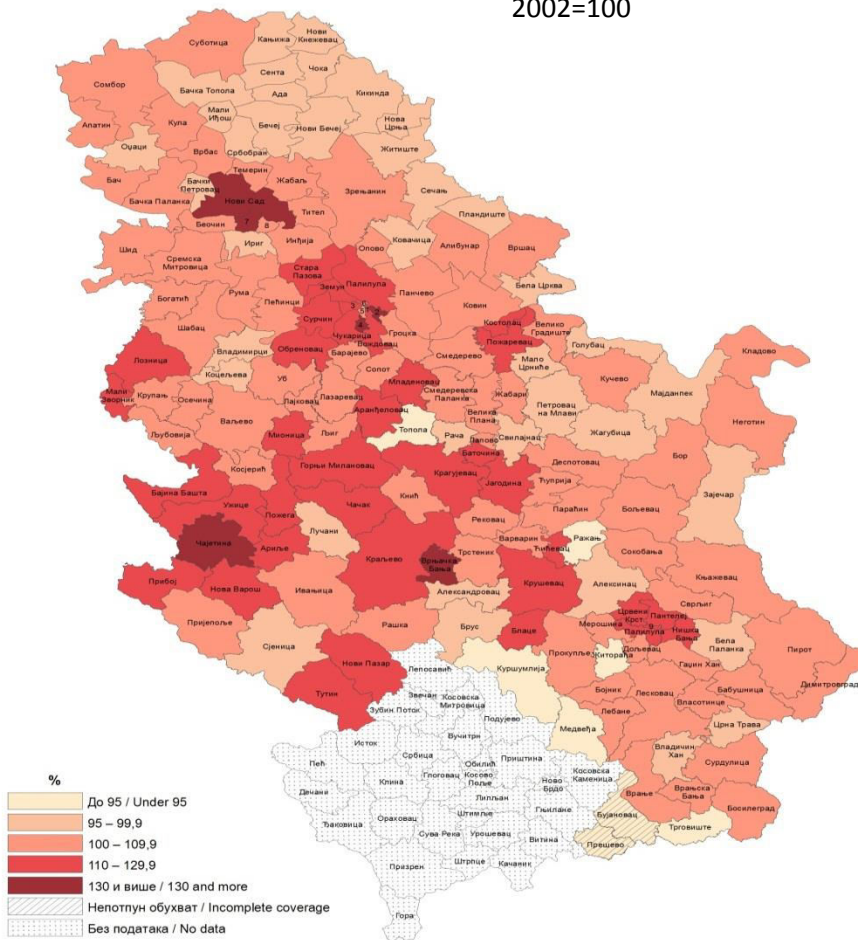 2002=100
Суботица
Кањижа
Нови
Кнежевац
Сента
Чока
Сомбор
Бачка Топола
Ада
Кикинда
Мали
Иђош
Апатин
Кула
Бечеј
Нови Бечеј
Нова
Црња
Оџаци
Врбас
Србобран
Житиште
Бач
Темерин
Бачки
Петровац
Жабаљ
Зрењанин
Сечањ
Бачка Паланка
Нови Сад
Тител
Пландиште
7
8
Беочин
Ириг
Инђија
Опово
Ковачица
Алибунар
Вршац
Шид
Сремска
Митровица
Стара
Пазова
Земун
Палилула
Бела Црква
Богатић
Рума
Пећинци
Панчево
Ковин
Сурчин
3
4
Шабац
Чукарица
Гроцка
Костолац
Велико
Градиште
Владимирци
Обреновац
Вождовац
Барајево
Смедерево
Пожаревац
Голубац
Кладово
Лозница
Коцељева
Уб
Сопот
Младеновац
Мало
Црниће
Кучево
Мајданпек
Мали
Зворник
Крупањ
Осечина
Лајковац
Лазаревац
Смедеревска
Паланка
Жабари
Петровац
на Млави
Неготин
Љубовија
Ваљево
Аранђеловац
Велика
Плана
Жагубица
Мионица
Љиг
Топола
Рача
Лапово
Свилајнац
Бор
Косјерић
Горњи Милановац
Баточина
Деспотовац
Зајечар
Бајина Башта
Крагујевац
Јагодина
Ћуприја
Ужице
Пожега
Чачак
Кнић
Параћин
Бољевац
Лучани
Рековац
Чајетина
Ариље
Краљево
Врњачка
Бања
Трстеник
Варварин
Ћићевац
Ражањ
Сокобања
Прибој
Нова Варош
Ивањица
Александровац
Крушевац
Алексинац
Књажевац
Пријепоље
Рашка
Брус
Блаце
Мерошина
Црвени
Крст
Пантелеј
Сврљиг
9
Палилула
Нишка
Бања
Бела
Паланка
Сјеница
Нови Пазар
Прокупље
Житорађа
Дољевац
Гаџин Хан
Пирот
Тутин
Лепосавић
Куршумлија
Бојник
Лесковац
Бабушница
Димитровград
Зубин Поток
Звечан
Косовска
Митровица
Подујево
Медвеђа
Лебане
Власотинце
Црна Трава
Исток
Вучитрн
Србица
Обилић
Приштина
Владичин
Хан
Сурдулица
Пећ
Клина
Глоговац
Косово
Поље
Ново
Брдо
Косовска
Каменица
Врање
Врањска
Бања
Босилеград
Дечани
Липљан
Гњилане
Бујановац
Ђаковица
Ораховац
Штимље
Сува Река
Урошевац
Витина
Прешево
Трговиште
Призрен
Штрпце
Качаник
Гора
%
До 95 / Under 95
95 – 99,9
100 – 109,9
110 – 129,9
130 и више / 130 and more
Непотпун обухват / Incomplete coverage
Без података / No data